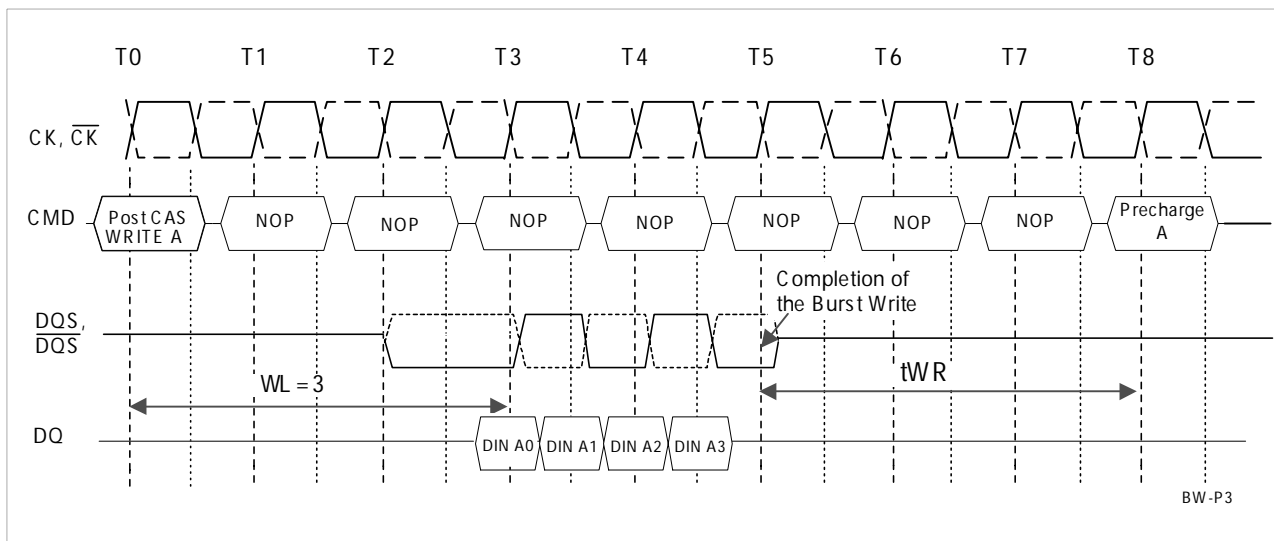 T0 T1 T2 T3 T4 T5 T6 T7 T8
CK, CK
CMD
Post CAS
WRITE A
NOP NOP NOP NOP NOP NOP NOP
Precharge
A
Completion of
the Burst Write
DQS,
DQS
WL = 3
tWR
DQ
DIN A0 DIN A1 DIN A2 DIN A3
BW-P3